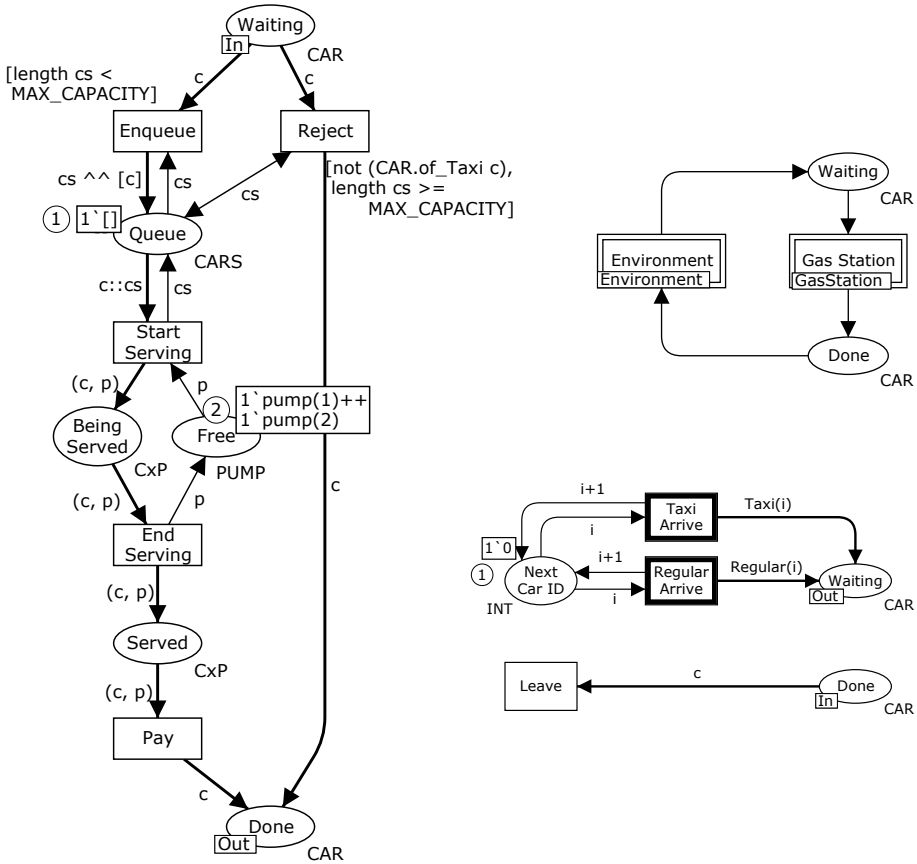 Waiting
In
CAR
[length cs <
MAX_CAPACITY]
c
c
Enqueue
Reject
[not (CAR.of_Taxi c),
length cs >=
MAX_CAPACITY]
cs ^^ [c]
cs
cs
1
1`[]
Queue
CARS
c::cs
cs
Start
Serving
(c, p)
p
2
1`pump(1)++
1`pump(2)
Being
Served
CxP
Free
PUMP
(c, p)
p
c
End
Serving
(c, p)
Served
CxP
(c, p)
Pay
c
Done
Out
CAR
Waiting
CAR
Environment
Environment
Gas Station
GasStation
Done
CAR
i+1
Taxi
Arrive
Taxi(i)
i
1`0
1
Next
Car ID
INT
i+1
i
Regular
Arrive
Regular(i)
Waiting
Out
CAR
Leave
c
Done
In
CAR